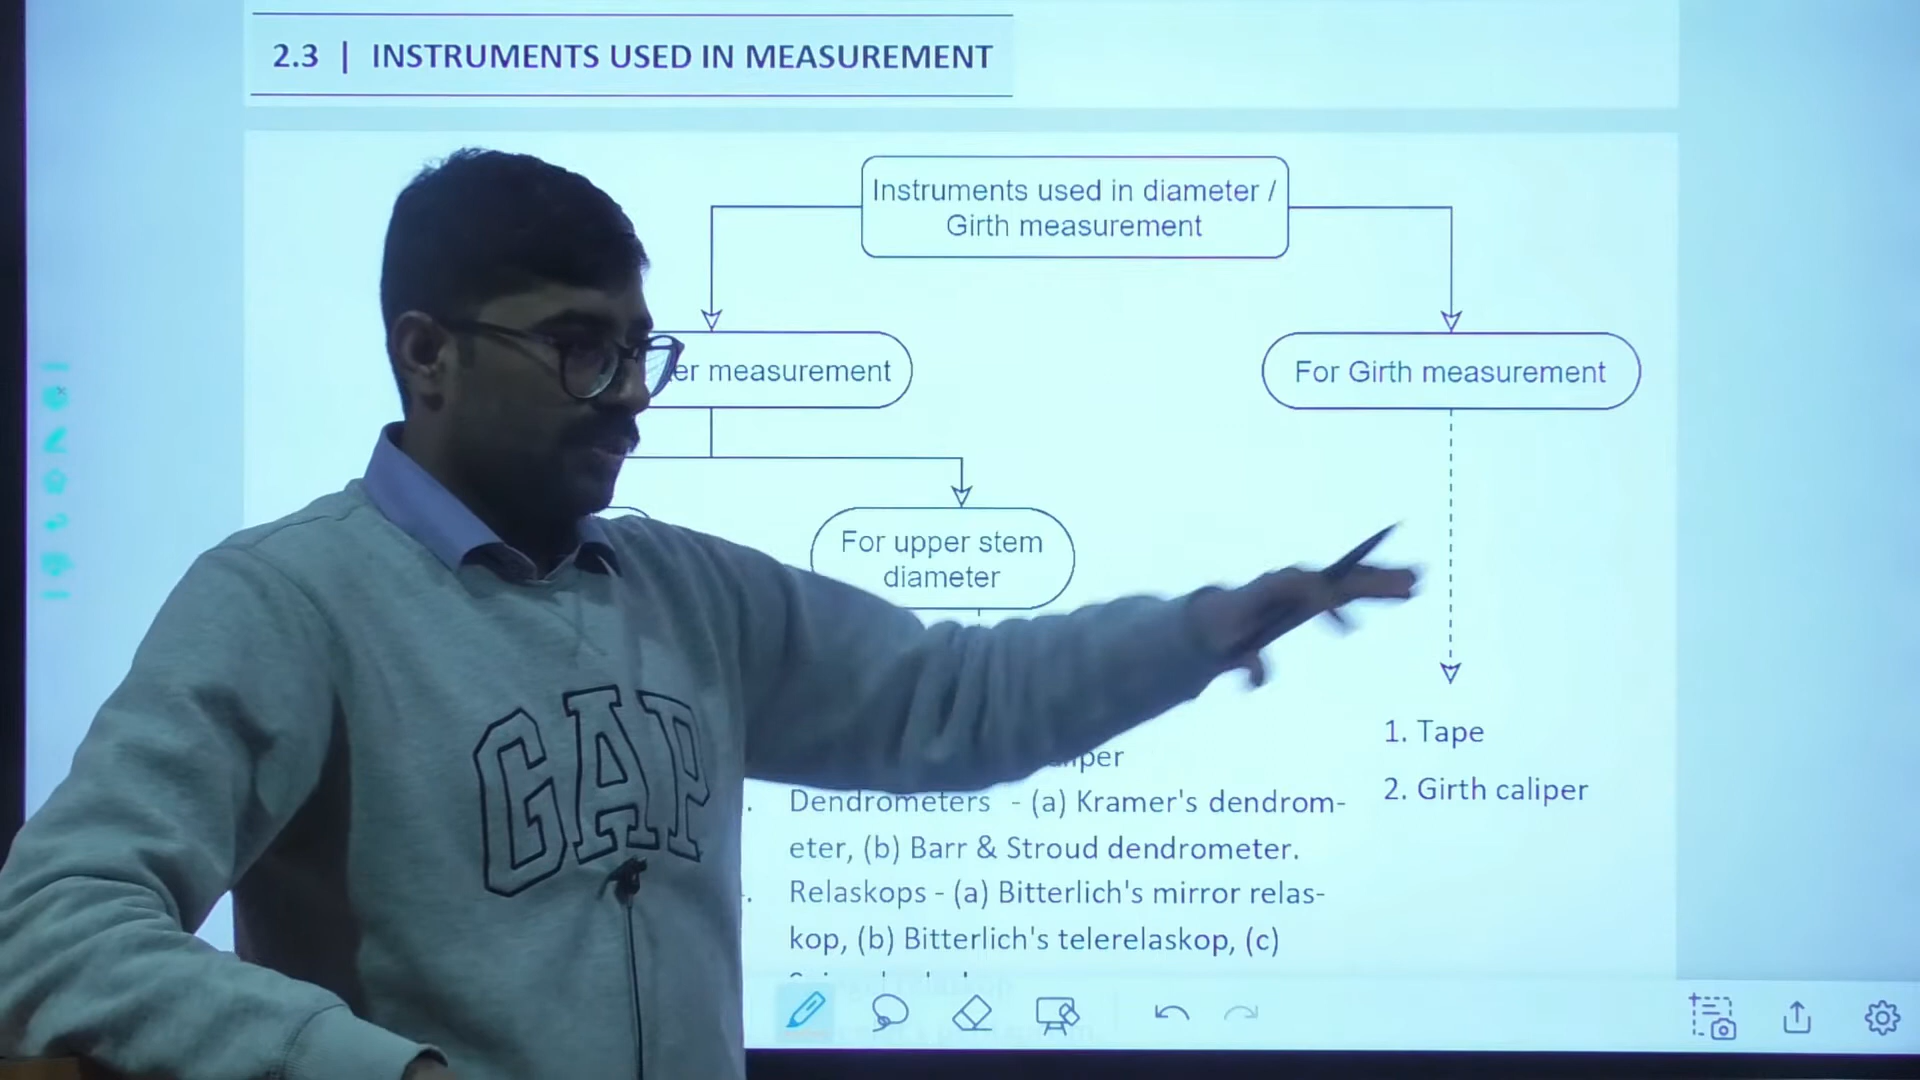 2.3 | INSTRUMENTS USED IN MEASUREMENT
Instruments used in diameter /
Girth measurement
er measurement
For Girth measurement
For upper stem
diameter
1. Tape
2. Girth caliper
Dendrometers - (a) Kramer's dendrom-
eter, (b) Barr & Stroud dendrometer.
Relaskops - (a) Bitterlich's mirror relas-
kop, (b) Bitterlich's telerelaskop, (c)
GAP